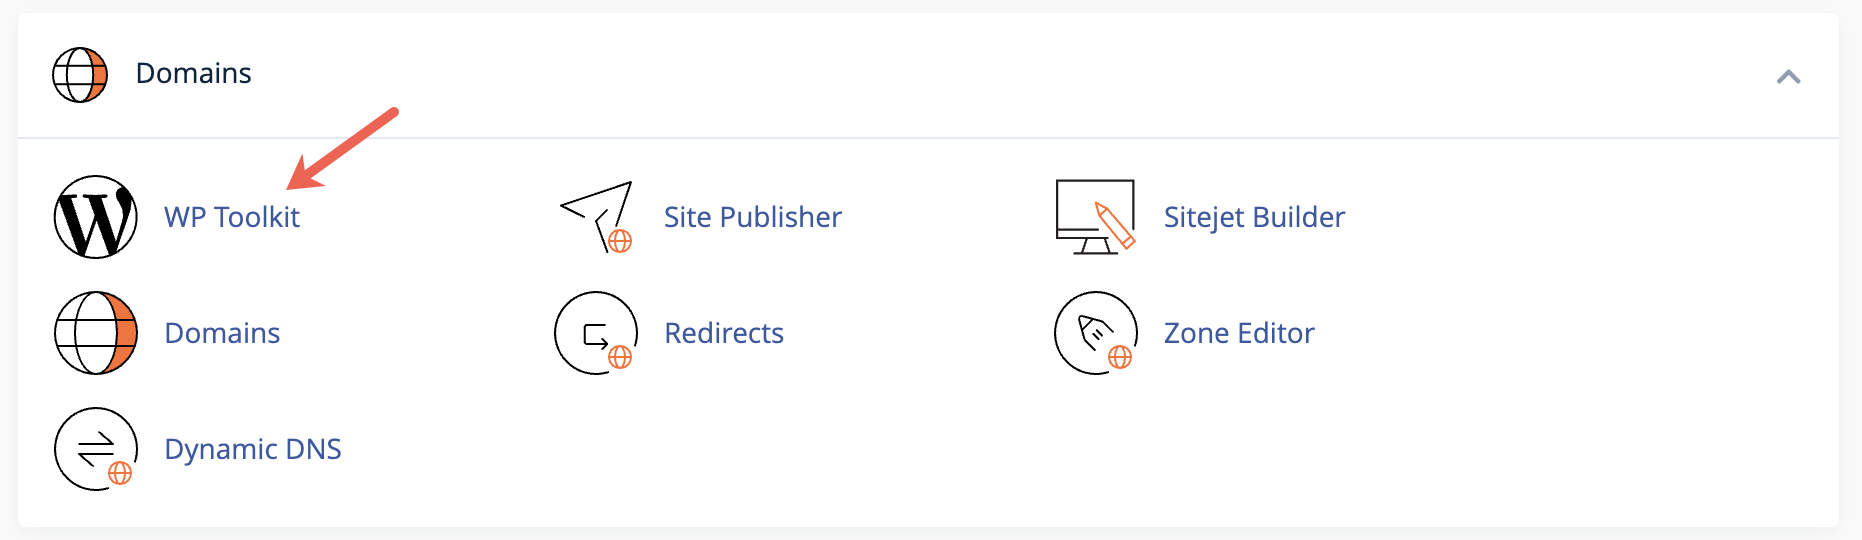 Domains
WP Toolkit
Site Publisher
Sitejet Builder
Domains
Redirects
Zone Editor
Dynamic DNS